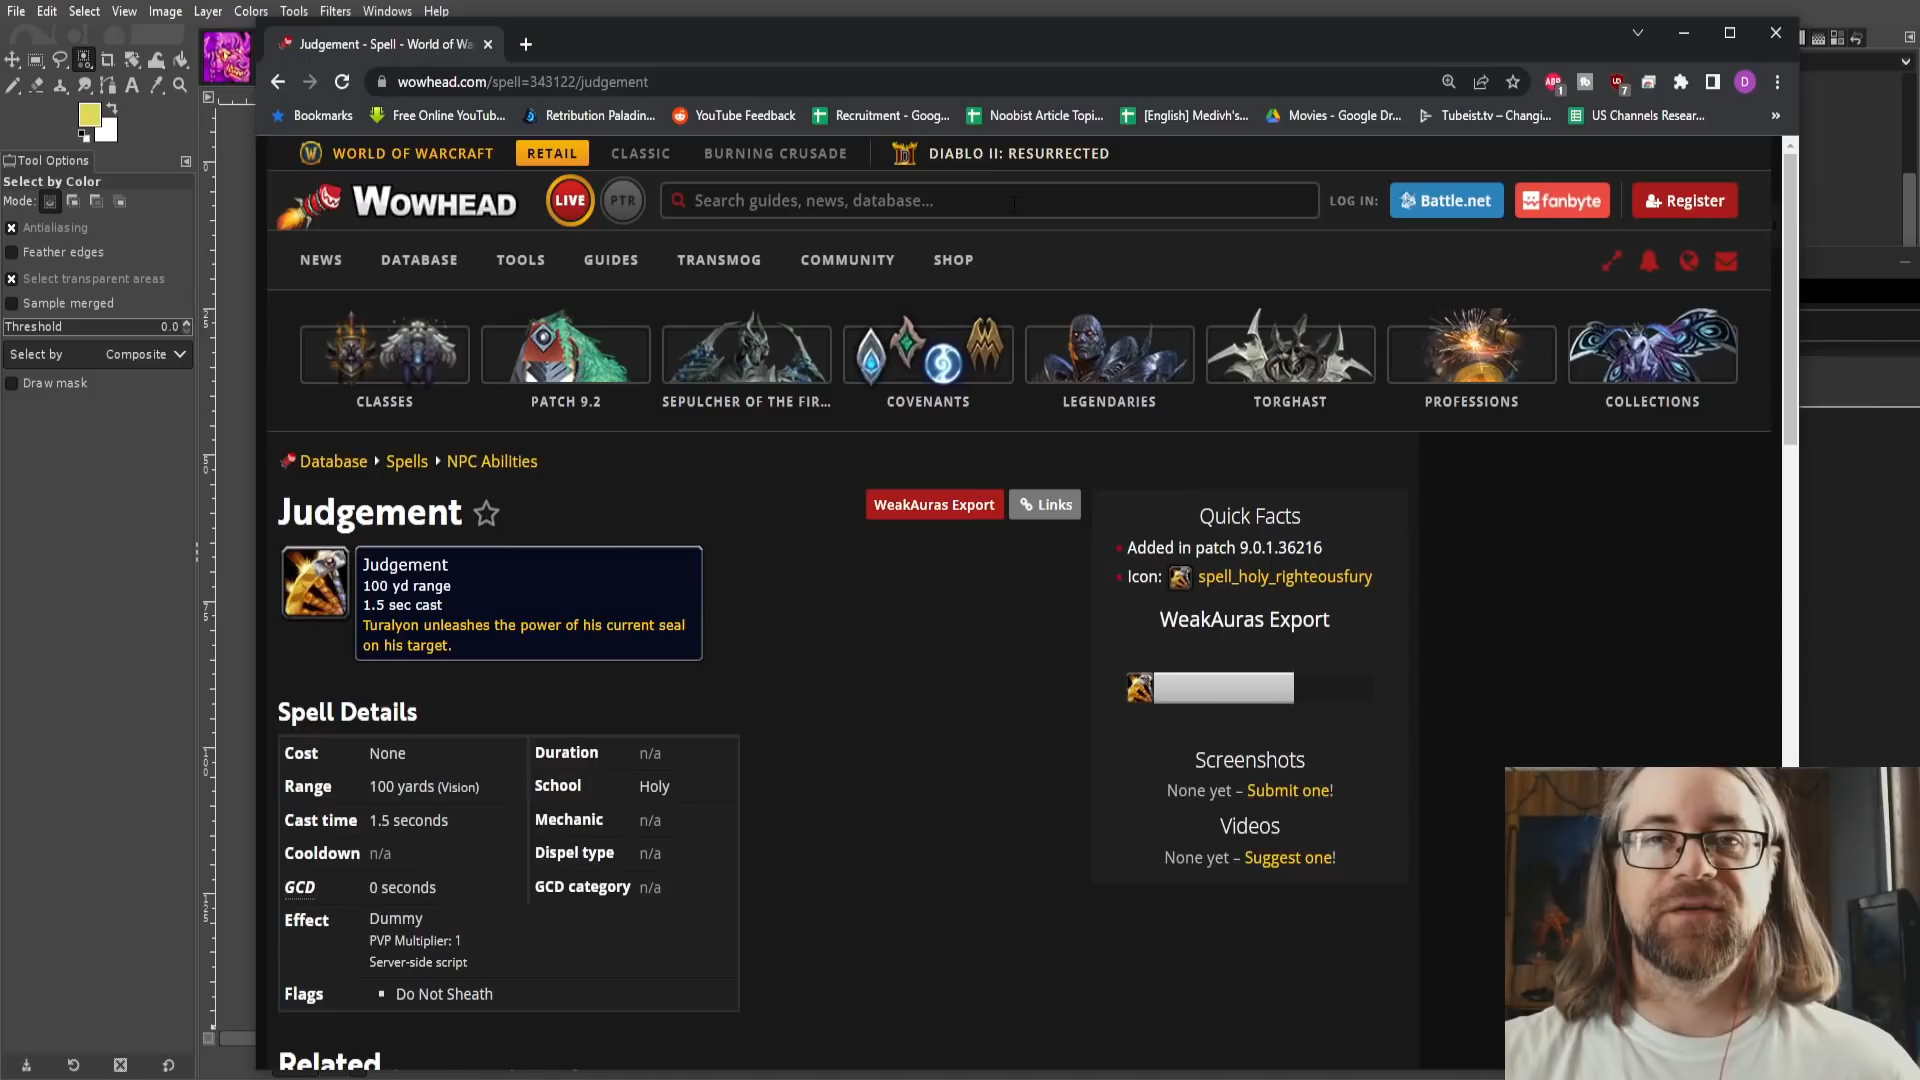 File Edit Select View Image Layer Colors Tools Filters Windows Help
Judgement - Spell - World of Wa
wowhead.com/spell=343122/judgement
Bookmarks Free Online YouTub... Retribution Paladin... YouTube Feedback Recruitment - Goog... Noobist Article Topi... [English] Medivh's... Movies - Google Dr... Tubeist.tv – Changi... US Channels Resear... »
WORLD OF WARCRAFT RETAIL CLASSIC BURNING CRUSADE DIABLO II: RESURRECTED
WOWHEAD LIVE PTR Search guides, news, database... LOG IN: Battle.net fanbyte Register
NEWS DATABASE TOOLS GUIDES TRANSMOG COMMUNITY SHOP
CLASSES PATCH 9.2 SEPULCHER OF THE FIR... COVENANTS LEGENDARIES TORGHAST PROFESSIONS COLLECTIONS
Tool Options
Select by Color
Mode:
Antialiasing
Feather edges
Select transparent areas
Sample merged
Threshold 0.0
Select by Composite
Draw mask
Database Spells NPC Abilities
Judgement
WeakAuras Export Links
Judgement
100 yd range
1.5 sec cast
Turalyon unleashes the power of his current seal
on his target.
Spell Details
Cost None Duration n/a
Range 100 yards (Vision) School Holy
Cast time 1.5 seconds Mechanic n/a
Cooldown n/a Dispel type n/a
GCD 0 seconds GCD category n/a
Effect Dummy
PVP Multiplier: 1
Server-side script
Flags Do Not Sheath
Related
Quick Facts
Added in patch 9.0.1.36216
Icon: spell_holy_righteousfury
WeakAuras Export
Screenshots
None yet – Submit one!
Videos
None yet – Suggest one!